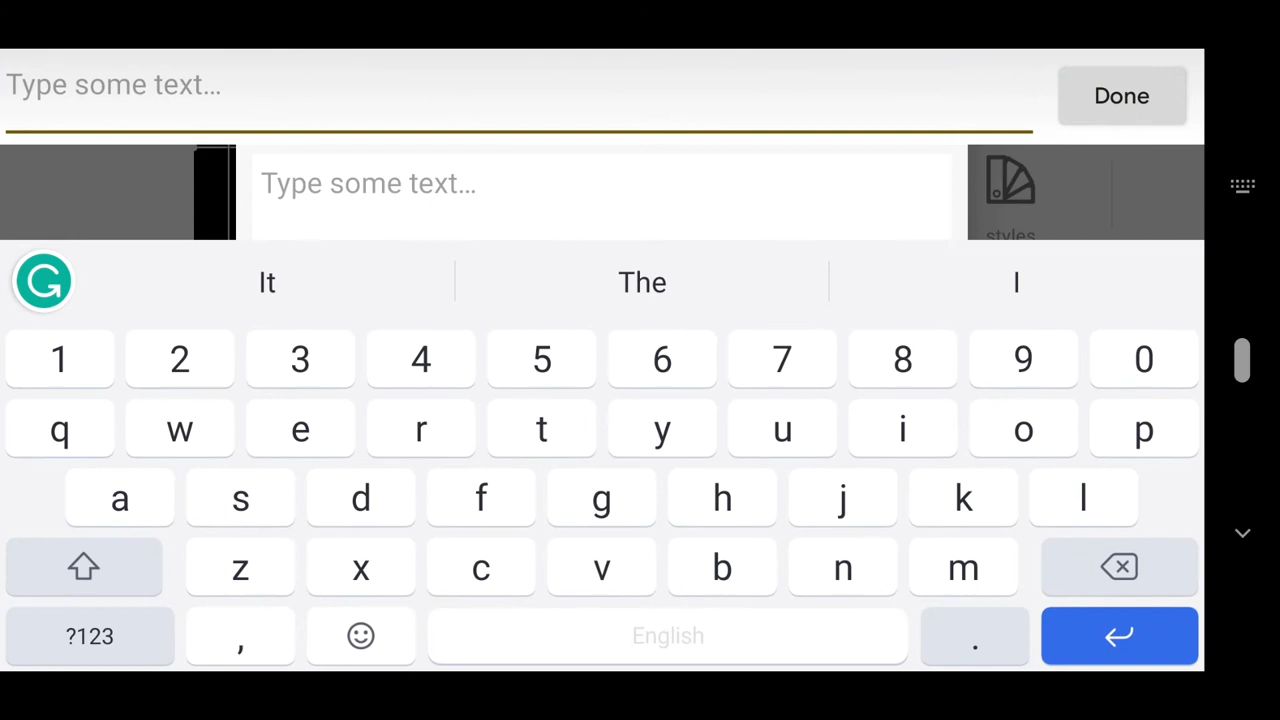 Type some text...
Done
Type some text...
styles
It The I
1 2 3 4 5 6 7 8 9 0
q w e r t y u i o p
a s d f g h j k l
z x c v b n m
?123 , English .